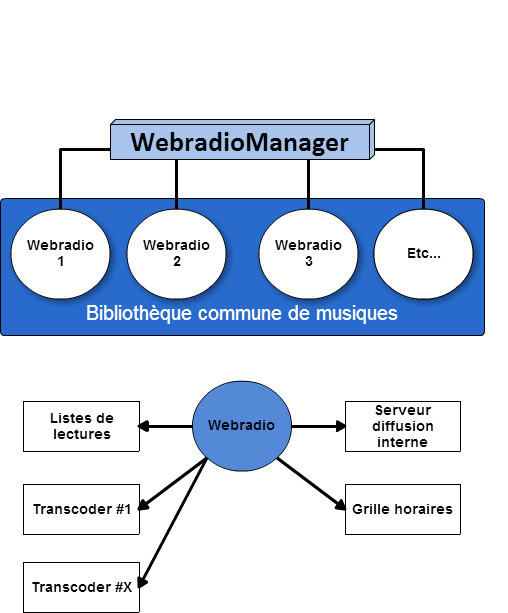 WebradioManager
Webradio
1
Webradio
2
Webradio
3
Etc...
Bibliothèque commune de musiques
Listes de
lectures
Webradio
Serveur
diffusion
interne
Transcoder #1
Grille horaires
Transcoder #X